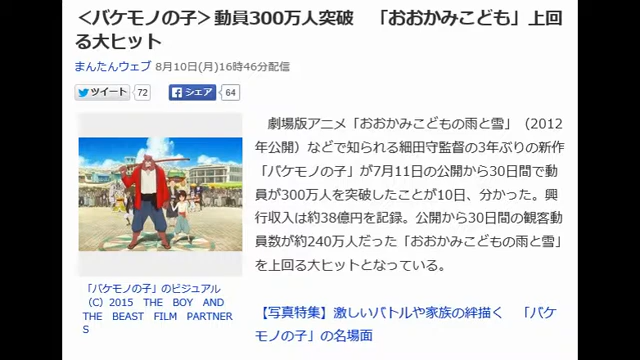 ＜バケモノの子＞動員300万人突破　「おおかみこども」上回
る大ヒット
まんたんウェブ 8月10日(月)16時46分配信
ツイート 72 シェア 64
劇場版アニメ「おおかみこどもの雨と雪」（2012
年公開）などで知られる細田守監督の3年ぶりの新作
「バケモノの子」が7月11日の公開から30日間で動
員が300万人を突破したことが10日、分かった。興
行収入は約38億円を記録。公開から30日間の観客動
員数が約240万人だった「おおかみこどもの雨と雪」
を上回る大ヒットとなっている。
「バケモノの子」のビジュアル
（C）2015　THE　BOY　AND
THE　BEAST　FILM　PARTNER
S
【写真特集】激しいバトルや家族の絆描く　「バケ
モノの子」の名場面